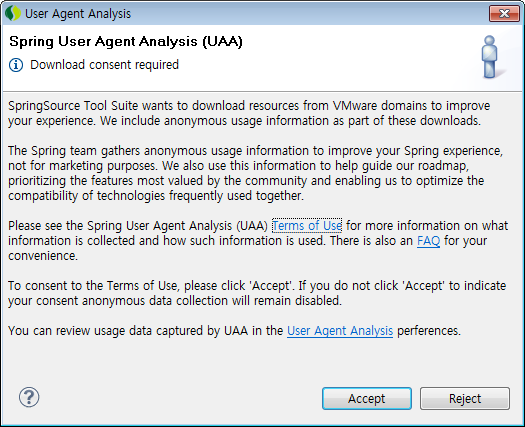 User Agent Analysis
Spring User Agent Analysis (UAA)
Download consent required
SpringSource Tool Suite wants to download resources from VMware domains to improve
your experience. We include anonymous usage information as part of these downloads.
The Spring team gathers anonymous usage information to improve your Spring experience,
not for marketing purposes. We also use this information to help guide our roadmap,
prioritizing the features most valued by the community and enabling us to optimize the
compatibility of technologies frequently used together.
Please see the Spring User Agent Analysis (UAA) Terms of Use for more information on what
information is collected and how such information is used. There is also an FAQ for your
convenience.
To consent to the Terms of Use, please click 'Accept'. If you do not click 'Accept' to indicate
your consent anonymous data collection will remain disabled.
You can review usage data captured by UAA in the User Agent Analysis perferences.
Accept
Reject